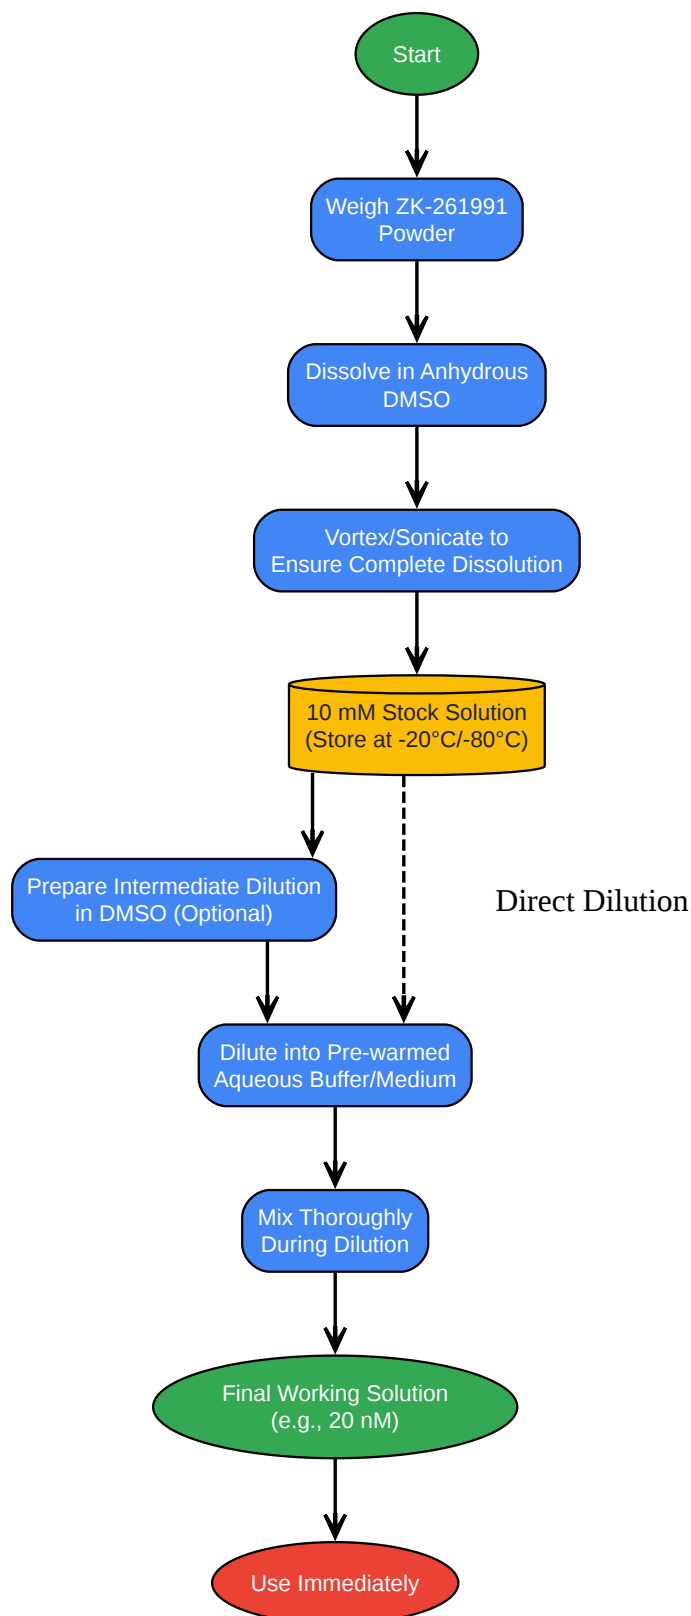 Start
Weigh ZK-261991
Powder
Dissolve in Anhydrous
DMSO
Vortex/Sonicate to
Ensure Complete Dissolution
10 mM Stock Solution
(Store at -20°C/-80°C)
Prepare Intermediate Dilution
in DMSO (Optional)
Direct Dilution
Dilute into Pre-warmed
Aqueous Buffer/Medium
Mix Thoroughly
During Dilution
Final Working Solution
(e.g., 20 nM)
Use Immediately